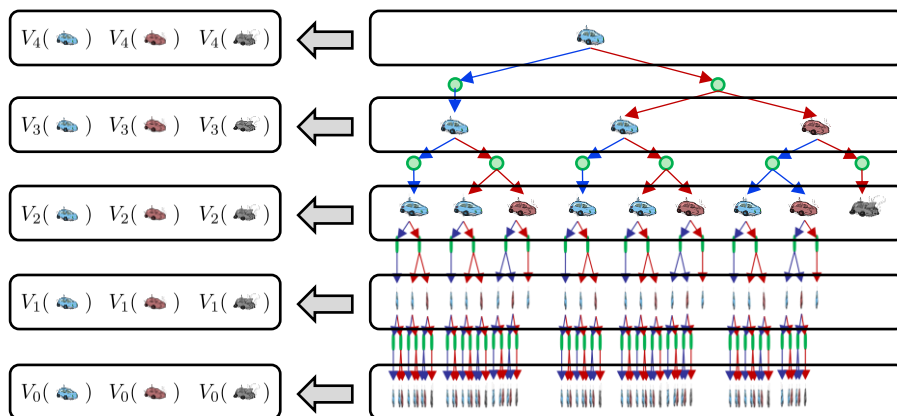 V4( ) V4( ) V4( )
V3( ) V3( ) V3( )
V2( ) V2( ) V2( )
V1( ) V1( ) V1( )
V0( ) V0( ) V0( )